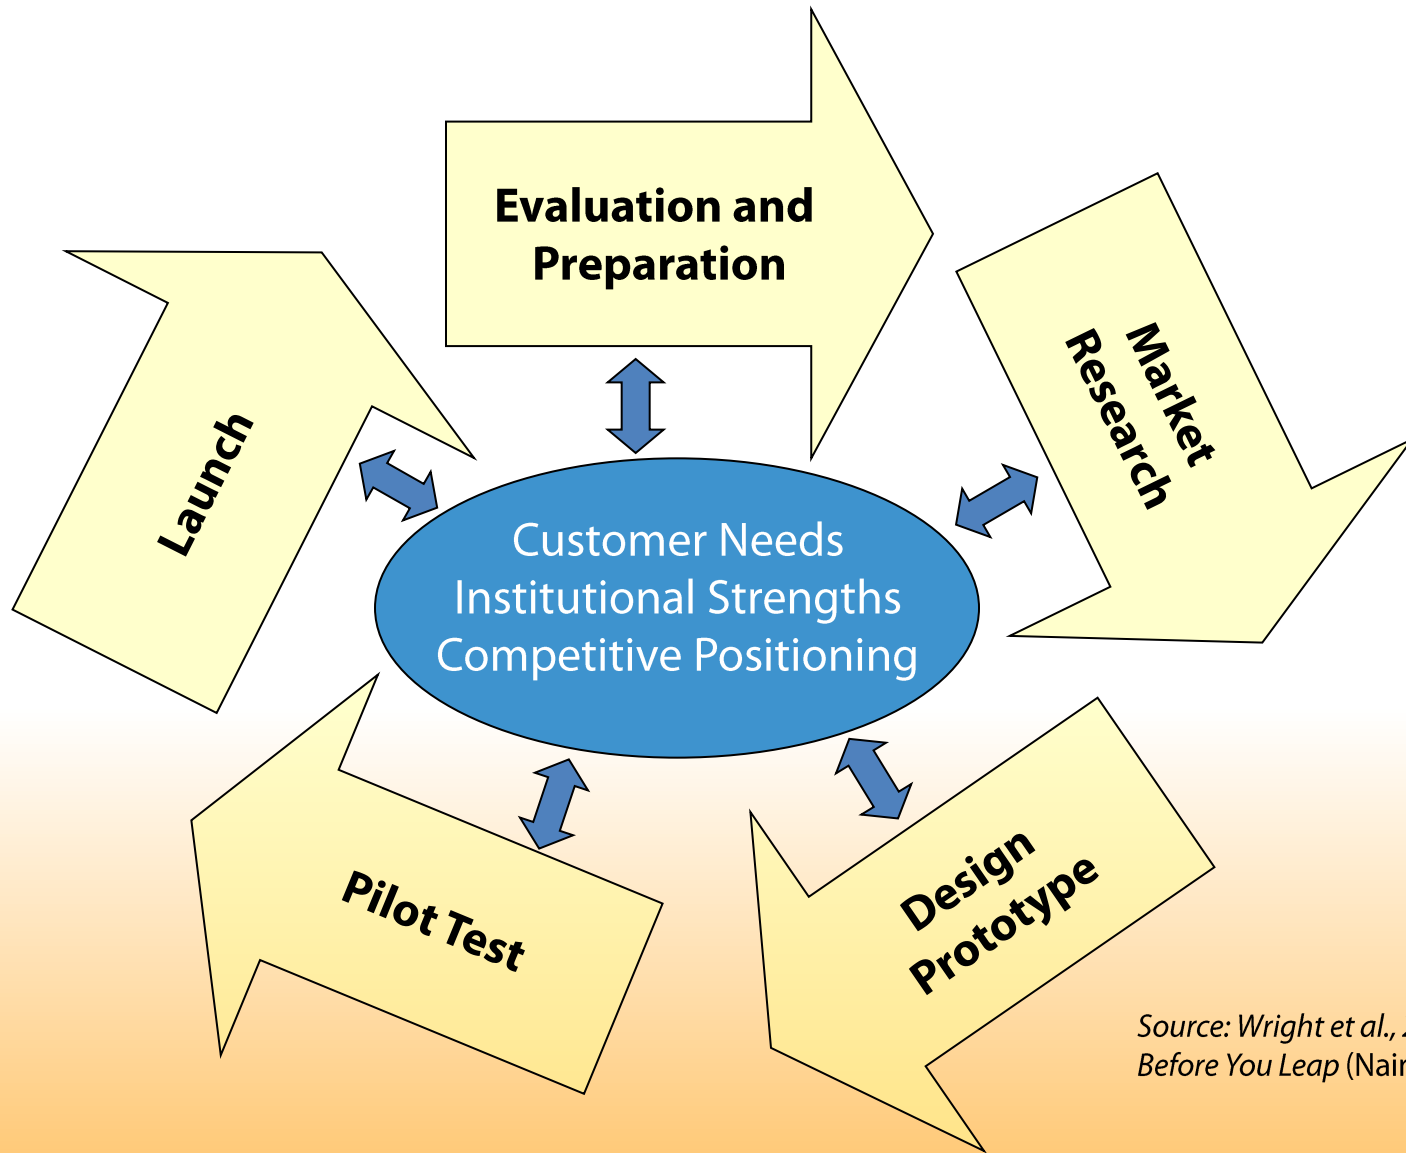 Evaluation and
Preparation
Market
Research
Design
Prototype
Pilot Test
Launch
Customer Needs
Institutional Strengths
Competitive Positioning
Source: Wright et al.,
Before You Leap